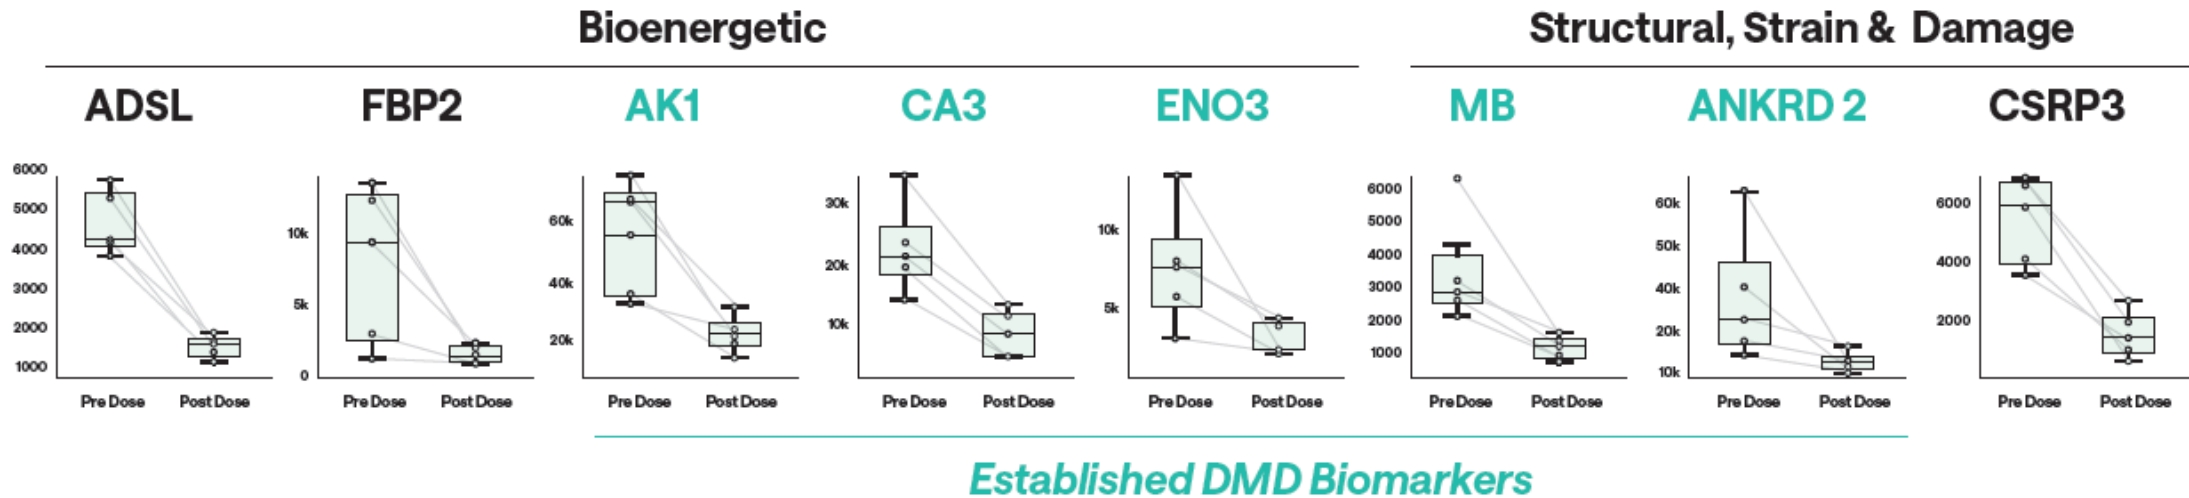 Bioenergetic
Structural, Strain & Damage
ADSL
FBP2
AK1
CA3
ENO3
MB
ANKRD 2
CSRP3
6000
5000
4000
3000
2000
1000
Pre Dose
Post Dose
10k
5k
0
Pre Dose
Post Dose
60k
40k
20k
Pre Dose
Post Dose
30k
20k
10k
Pre Dose
Post Dose
10k
5k
Pre Dose
Post Dose
6000
5000
4000
3000
2000
1000
Pre Dose
Post Dose
60k
50k
40k
20k
10k
Pre Dose
Post Dose
6000
4000
2000
Pre Dose
Post Dose
Established DMD Biomarkers